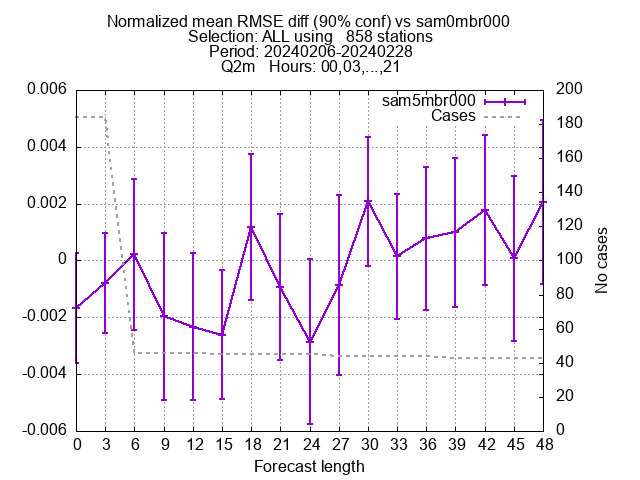 Normalized mean RMSE diff (90% conf) vs sam0mbr000
Selection: ALL using   858 stations
Period: 20240206-20240228
Q2m   Hours: 00,03,...,21
0.006
0.004
0.002
0
-0.002
-0.004
-0.006
sam5mbr000
Cases
200
180
160
140
120
100
80
60
40
20
0
No cases
0 3 6 9 12 15 18 21 24 27 30 33 36 39 42 45 48
Forecast length